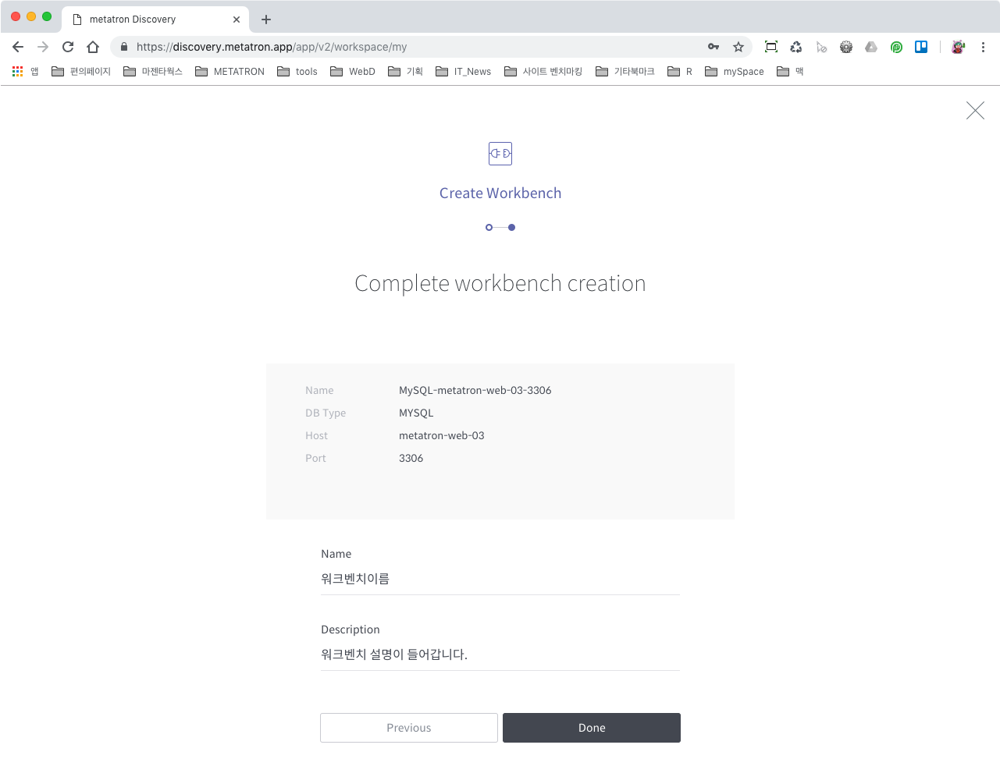 metatron Discovery
https://discovery.metatron.app/app/v2/workspace/my
앱 편의페이지 마젠타웍스 METATRON tools WebD 기획 IT_News 사이트 벤치마킹 기타북마크 R mySpace 맥
Create Workbench
Complete workbench creation
Name MySQL-metatron-web-03-3306
DB Type MYSQL
Host metatron-web-03
Port 3306
Name
워크벤치이름
Description
워크벤치 설명이 들어갑니다.
Previous Done